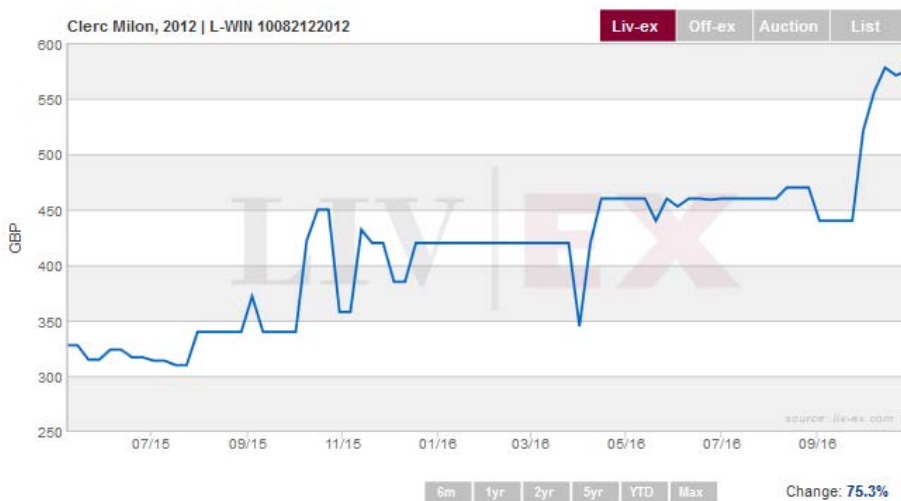 Clerc Milon, 2012 | L-WIN 10082122012
Liv-ex Off-ex Auction List
600
550
500
450
400
350
300
250
GBP
LIV EX
source: liv-ex.com
07/15 09/15 11/15 01/16 03/16 05/16 07/16 09/16
6m 1yr 2yr 5yr YTD Max
Change: 75.3%